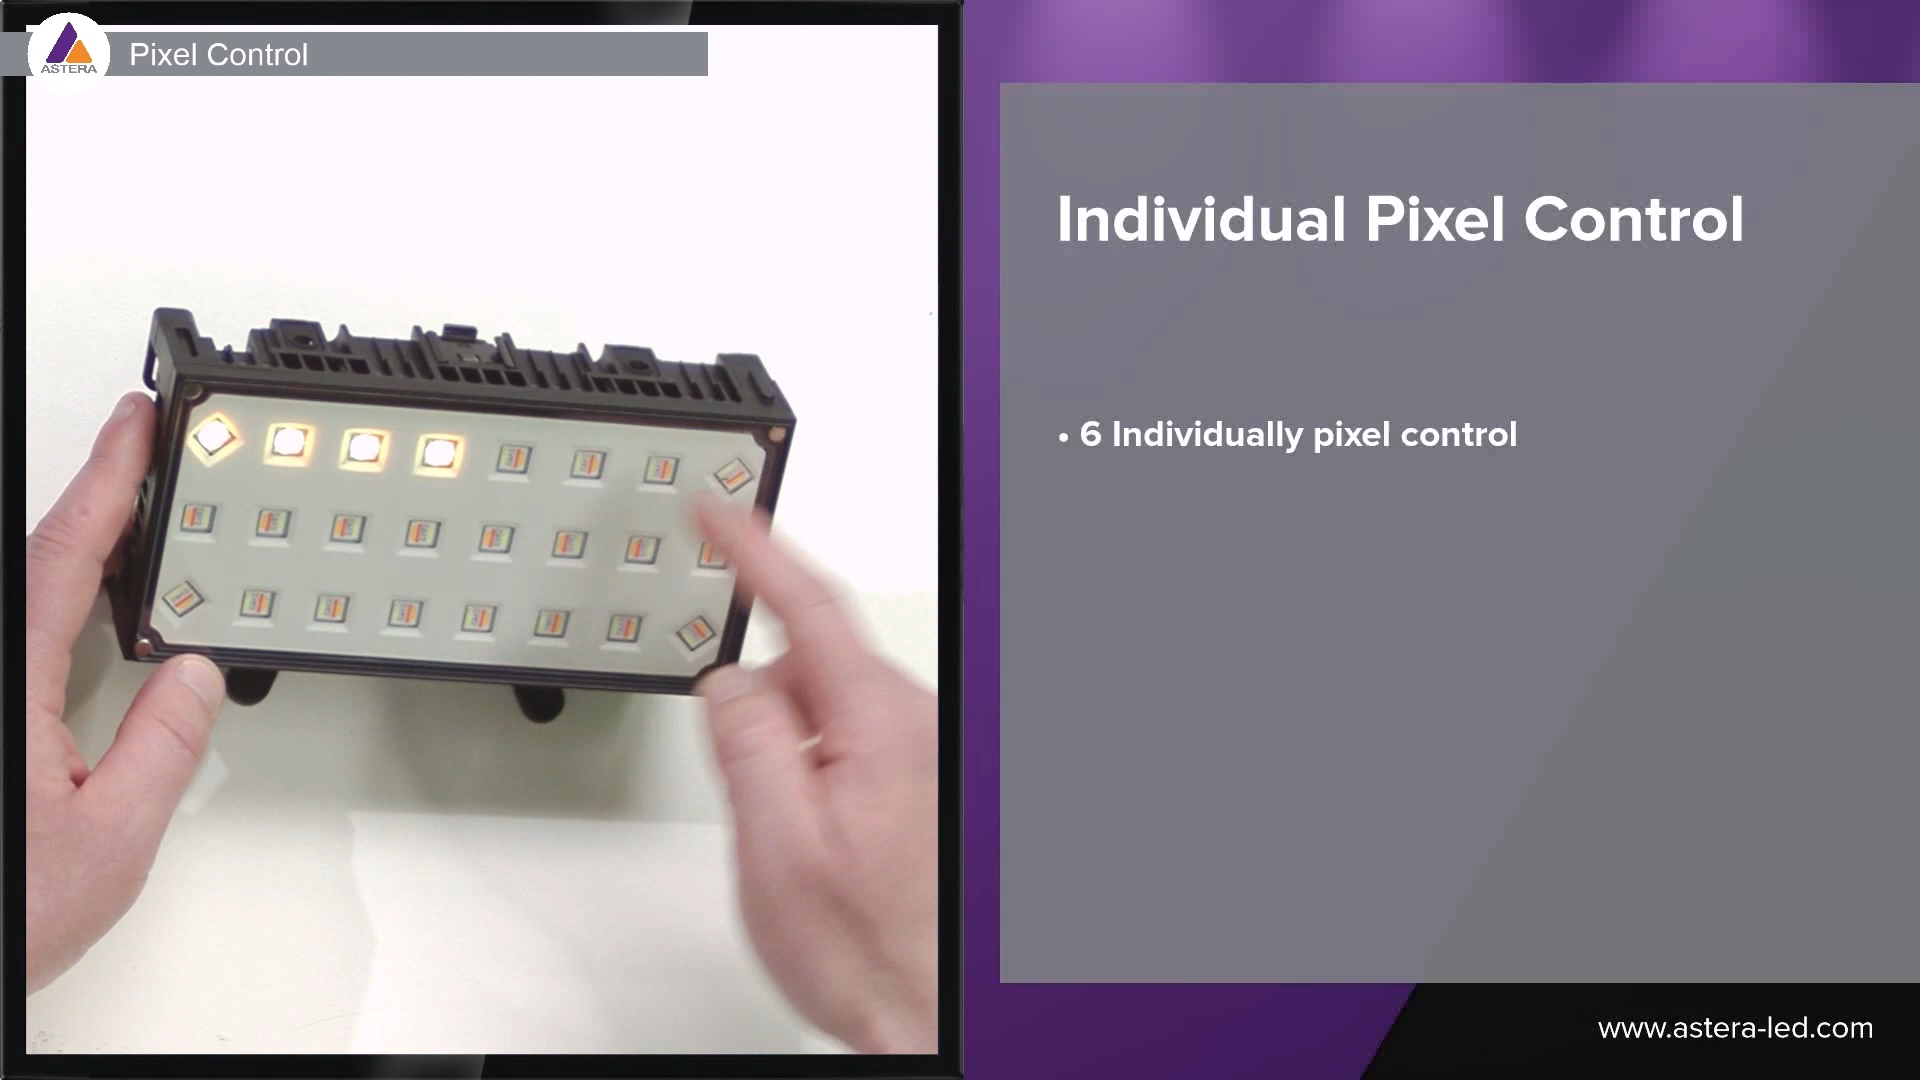 ASTERA
Pixel Control
Individual Pixel Control
• 6 Individually pixel control
www.astera-led.com